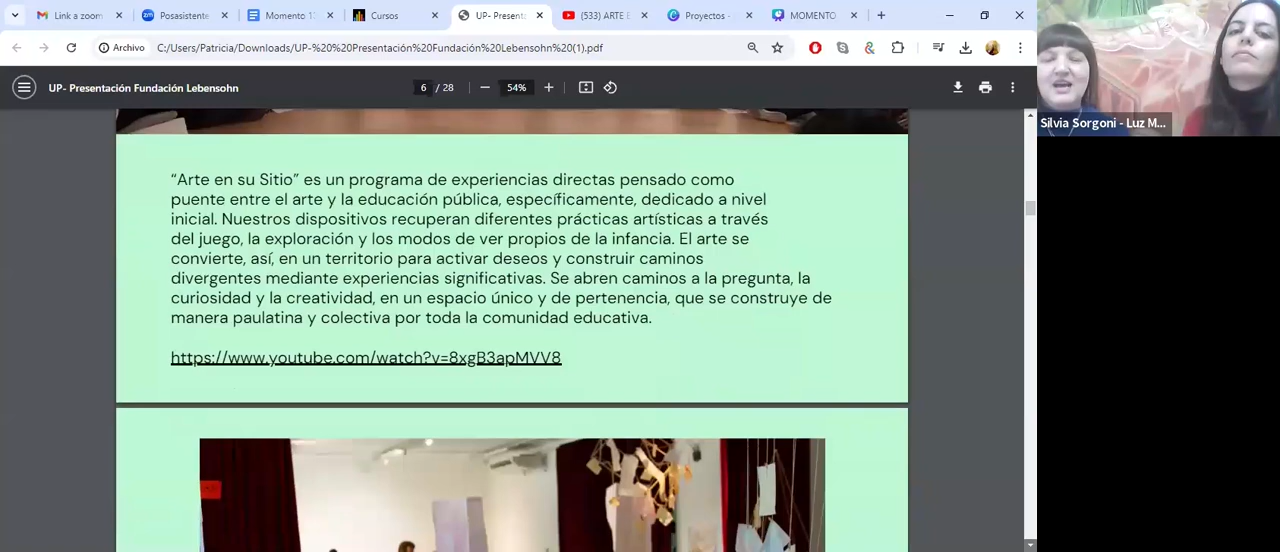 Link a zoom
Posasistente
Momento 13
Cursos
UP- Present
(533) ARTE E
Proyectos -
MOMENTO
Archivo
C:/Users/Patricia/Downloads/UP-%20%20Presentación%20Fundación%20Lebensohn%20(1).pdf
UP- Presentación Fundación Lebensohn
6 / 28
54%
Silvia Sorgoni - Luz M...
“Arte en su Sitio” es un programa de experiencias directas pensado como
puente entre el arte y la educación pública, específicamente, dedicado a nivel
inicial. Nuestros dispositivos recuperan diferentes prácticas artísticas a través
del juego, la exploración y los modos de ver propios de la infancia. El arte se
convierte, así, en un territorio para activar deseos y construir caminos
divergentes mediante experiencias significativas. Se abren caminos a la pregunta, la
curiosidad y la creatividad, en un espacio único y de pertenencia, que se construye de
manera paulatina y colectiva por toda la comunidad educativa.
https://www.youtube.com/watch?v=8xgB3apMVV8